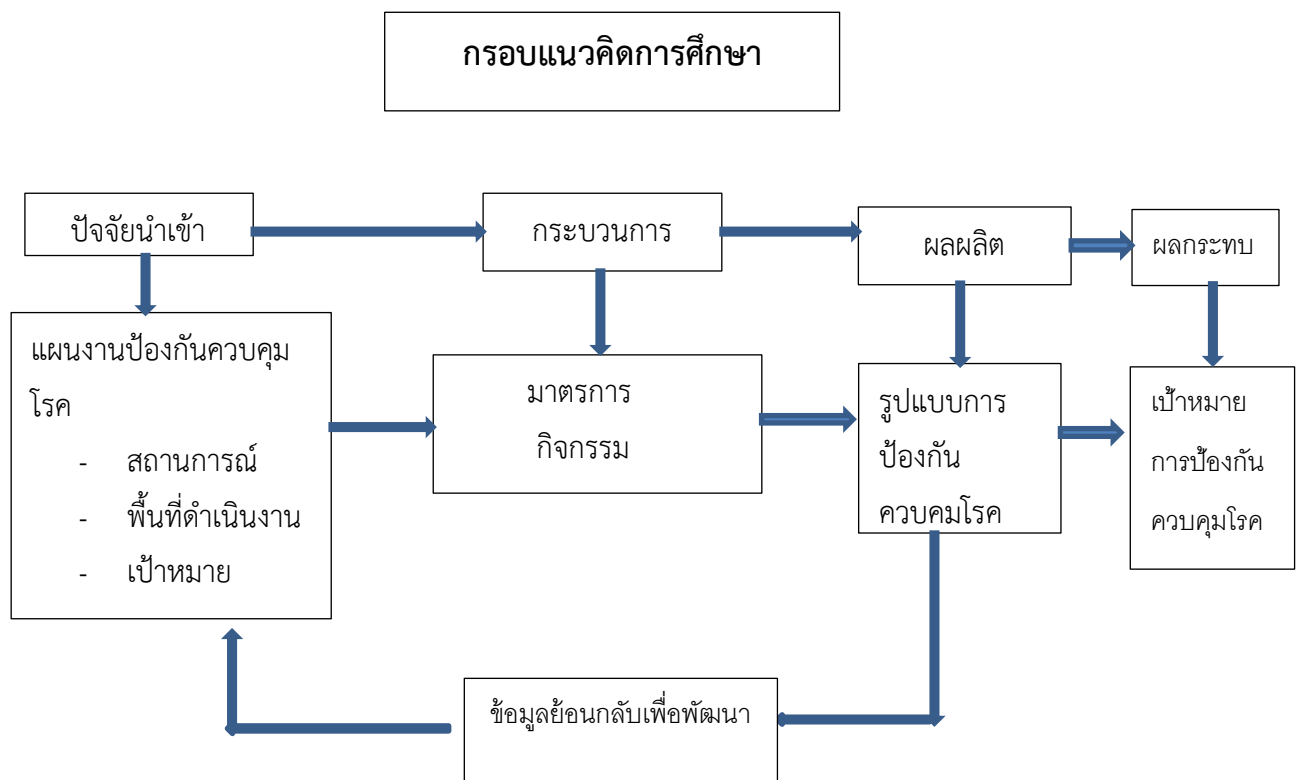 กรอบแนวคิดการศึกษา
ปัจจัยนำเข้า
กระบวนการ
ผลผลิต
ผลกระทบ
แผนงานป้องกันควบคุม
โรค
- สถานการณ์
- พื้นที่ดำเนินงาน
- เป้าหมาย
มาตรการ
กิจกรรม
รูปแบบการ
ป้องกัน
ควบคมโรค
เป้าหมาย
การป้องกัน
ควบคุมโรค
ข้อมูลย้อนกลับเพื่อพัฒนา